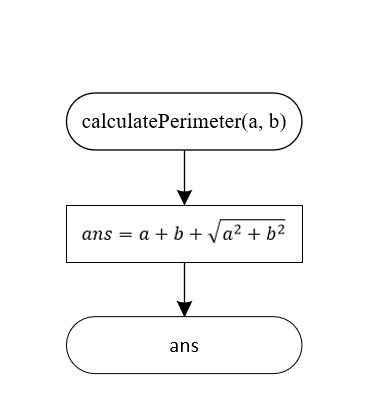 calculatePerimeter(a, b)
ans = a + b + √a² + b²
ans